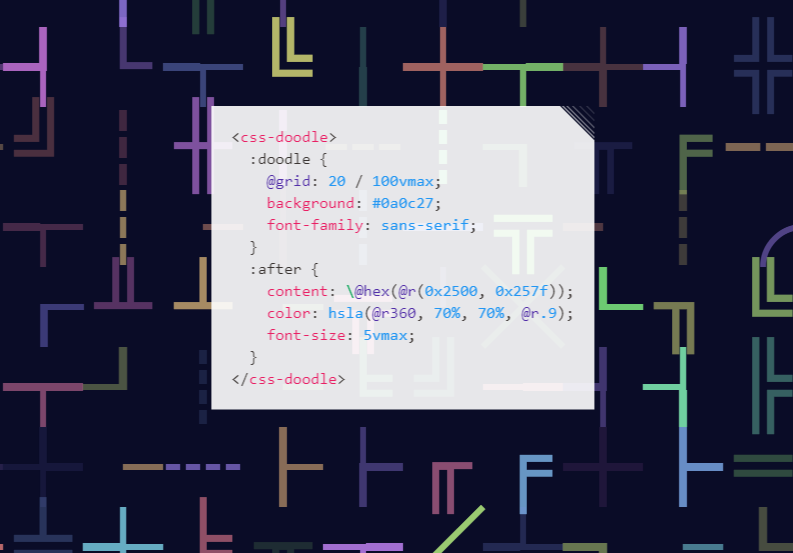 <css-doodle>
  :doodle {
    @grid: 20 / 100vmax;
    background: #0a0c27;
    font-family: sans-serif;
  }
  :after {
    content: \@hex(@r(0x2500, 0x257f));
    color: hsla(@r360, 70%, 70%, @r.9);
    font-size: 5vmax;
  }
</css-doodle>